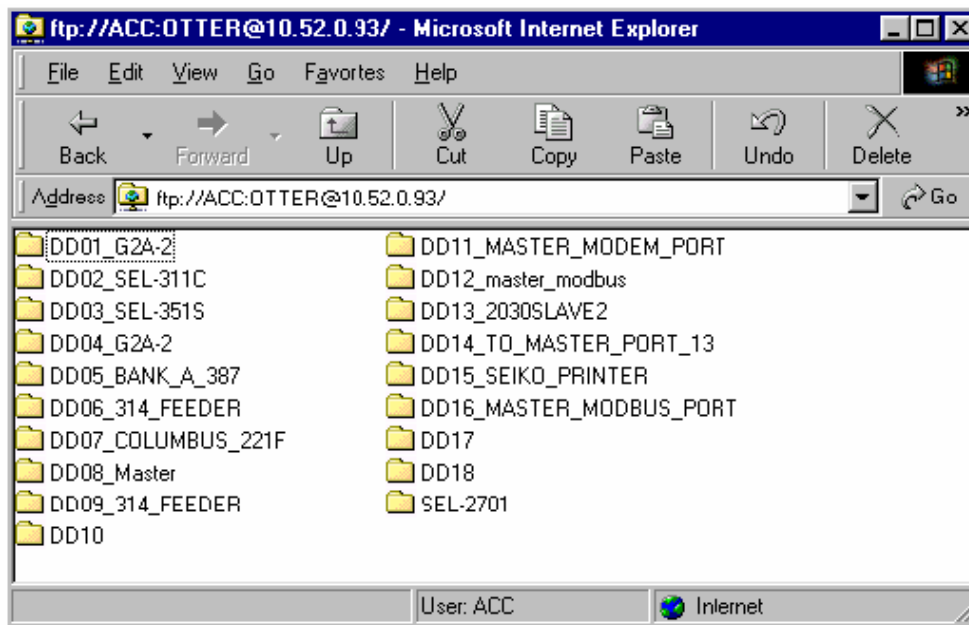 ftp://ACC:OTTER@10.52.0.93/ - Microsoft Internet Explorer
File Edit View Go Favortes Help
Back Forward Up Cut Copy Paste Undo Delete »
Address ftp://ACC:OTTER@10.52.0.93/ Go
DD01_G2A-2
DD02_SEL-311C
DD03_SEL-351S
DD04_G2A-2
DD05_BANK_A_387
DD06_314_FEEDER
DD07_COLUMBUS_221F
DD08_Master
DD09_314_FEEDER
DD10
DD11_MASTER_MODEM_PORT
DD12_master_modbus
DD13_2030SLAVE2
DD14_TO_MASTER_PORT_13
DD15_SEIKO_PRINTER
DD16_MASTER_MODBUS_PORT
DD17
DD18
SEL-2701
User: ACC Internet